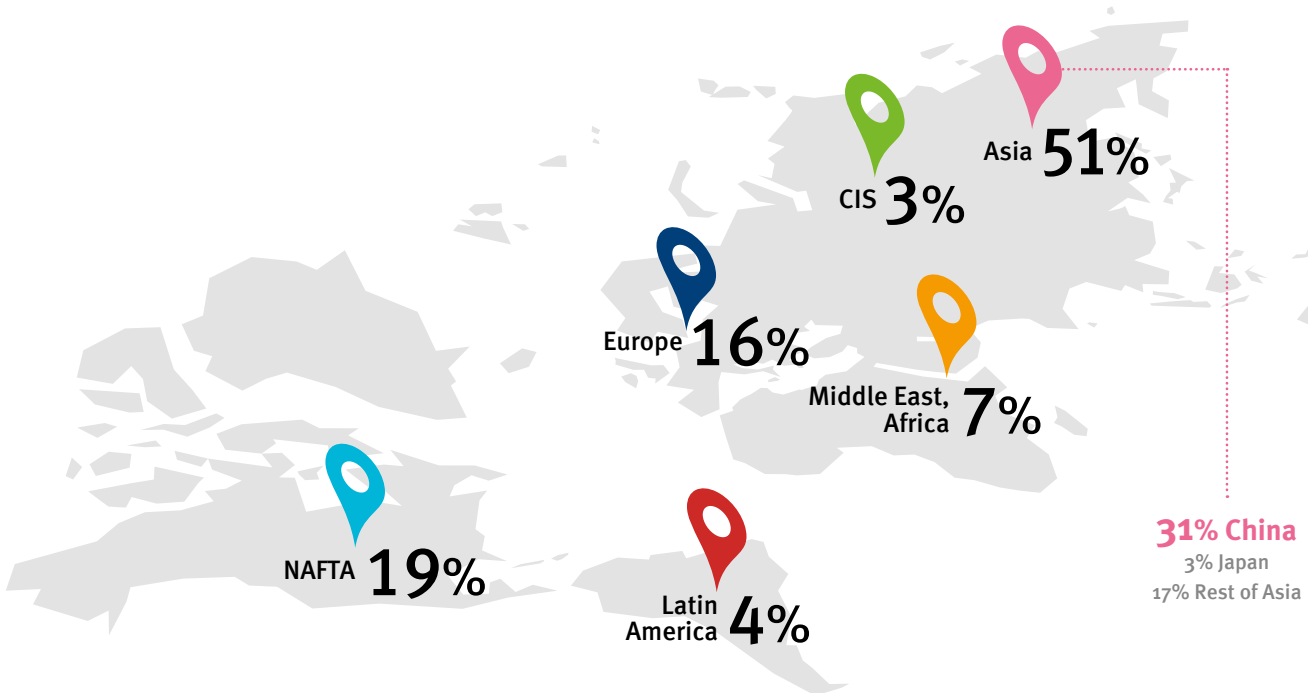 Asia 51%
CIS 3%
Europe 16%
Middle East,
Africa 7%
NAFTA 19%
Latin
America 4%
31% China
3% Japan
17% Rest of Asia